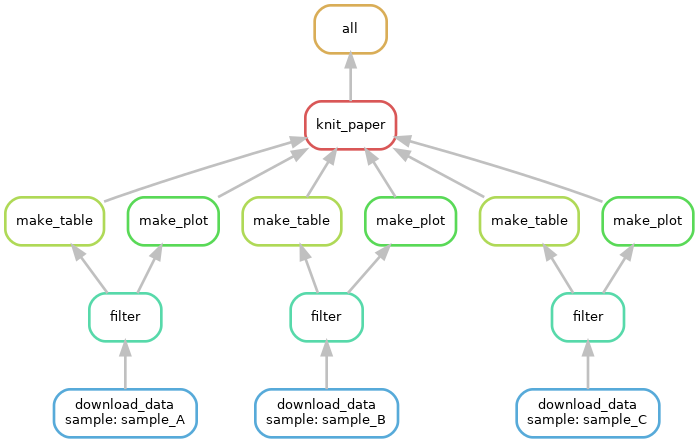 all
knit_paper
make_table
make_plot
make_table
make_plot
make_table
make_plot
filter
filter
filter
download_data
sample: sample_A
download_data
sample: sample_B
download_data
sample: sample_C